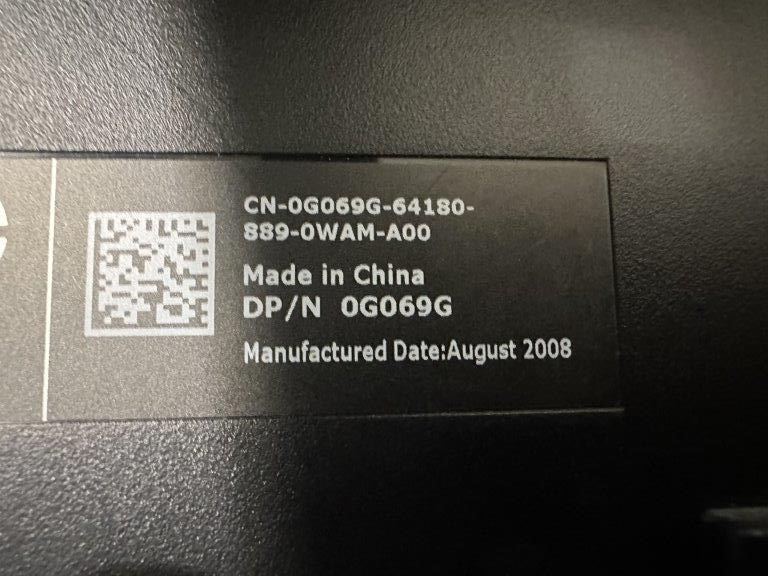 CN-0G069G-64180-
889-0WAM-A00
Made in China
DP/N 0G069G
Manufactured Date:August 2008